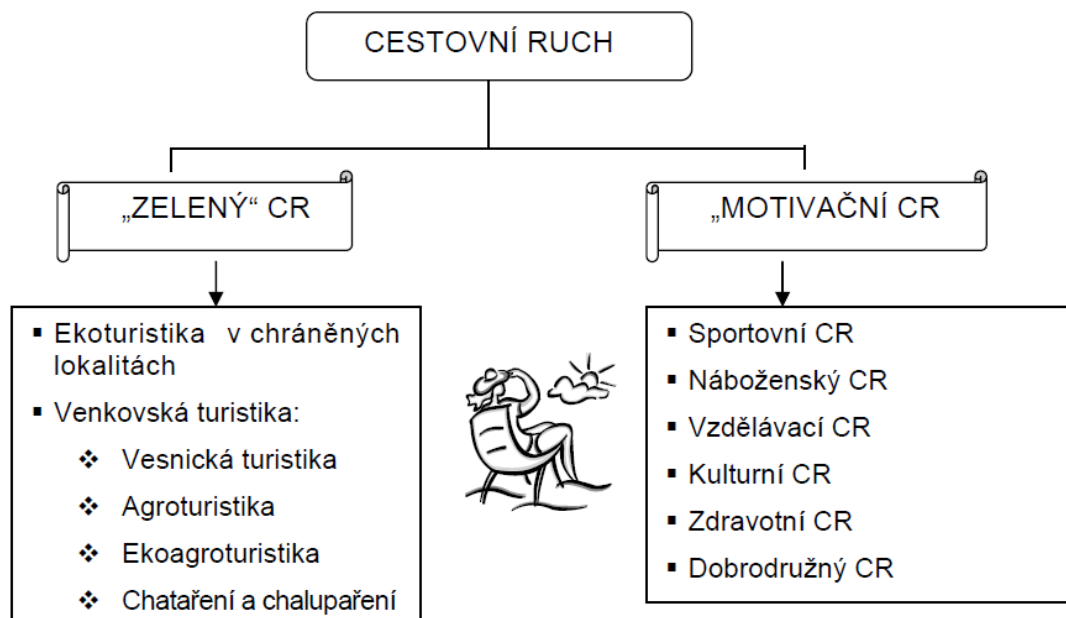 CESTOVNÍ RUCH
„ZELENÝ“ CR
„MOTIVAČNÍ CR
▪ Ekoturistika v chráněných
lokalitách
▪ Venkovská turistika:
❖ Vesnická turistika
❖ Agroturistika
❖ Ekoagroturistika
❖ Chataření a chalupaření
▪ Sportovní CR
▪ Náboženský CR
▪ Vzdělávací CR
▪ Kulturní CR
▪ Zdravotní CR
▪ Dobrodružný CR